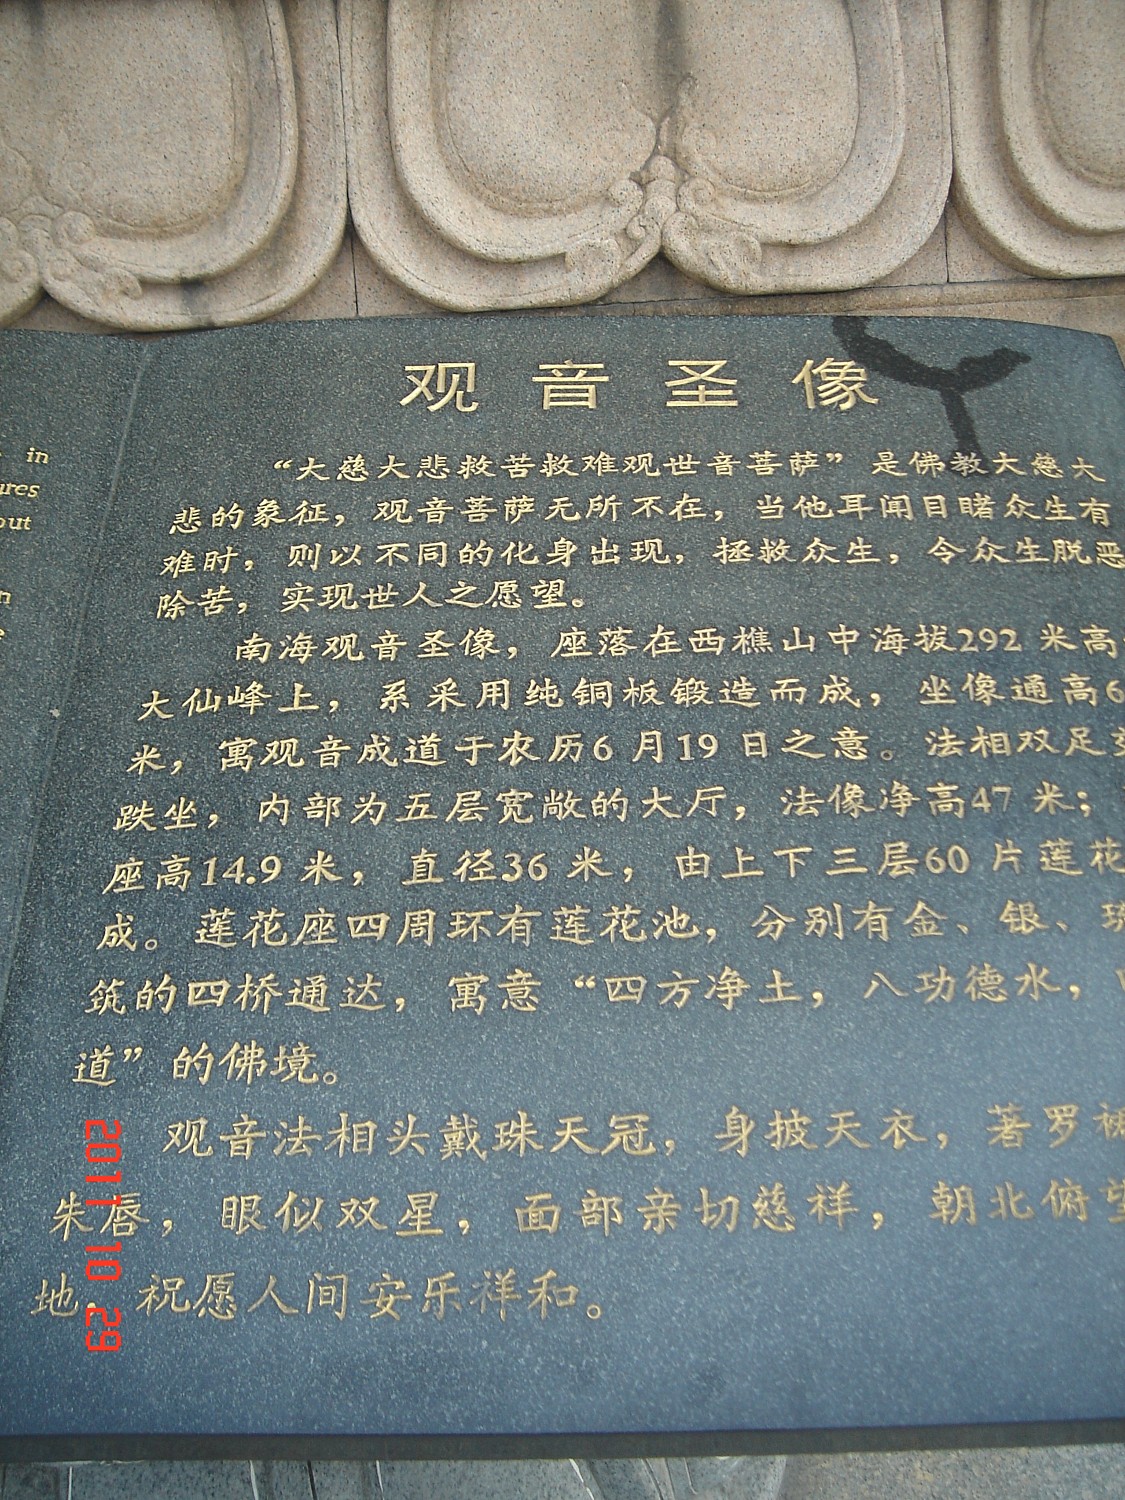 in
观音圣像
“大慈大悲救苦救难观世音菩萨”是佛教大慈大
悲的象征，观音菩萨无所不在，当他耳闻目睹众生有
难时，则以不同的化身出现，拯救众生，令众生脱恶
除苦，实现世人之愿望。
南海观音圣像，座落在西樵山中海拔292 米高
大仙峰上，系采用纯铜板锻造而成，坐像通高6
米，寓观音成道于农历6 月19 日之意。法相双足
跌坐，内部为五层宽敞的大厅，法像净高47 米；
座高14.9 米，直径36 米，由上下三层60 片莲花
成。莲花座四周环有莲花池，分别有金、银、
筑的四桥通达，寓意“四方净土，八功德水，
道”的佛境。
观音法相头戴珠天冠，身披天衣，著罗
朱唇，眼似双星，面部亲切慈祥，朝北俯望
地，祝愿人间安乐祥和。
2011 10 29